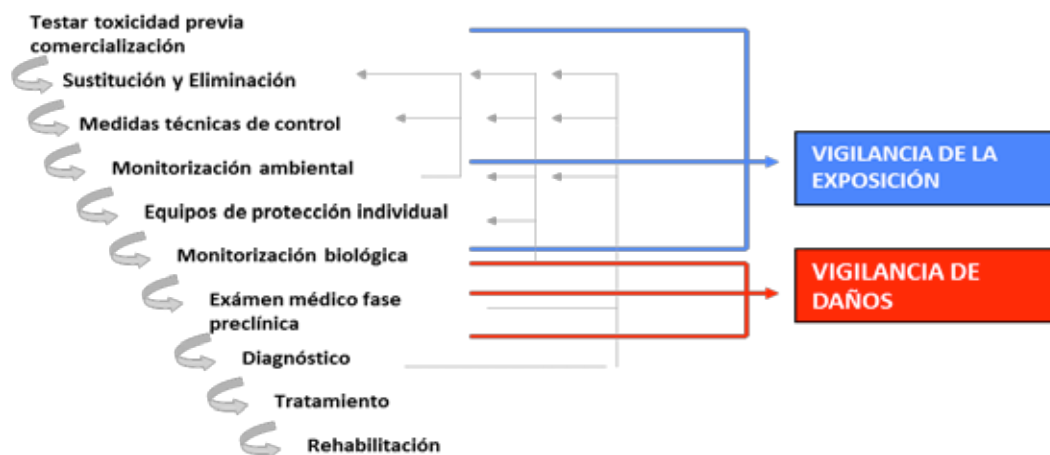 Testar toxicidad previa
comercialización
Sustitución y Eliminación
Medidas técnicas de control
Monitorización ambiental
Equipos de protección individual
Monitorización biológica
Exámen médico fase
preclínica
Diagnóstico
Tratamiento
Rehabilitación
VIGILANCIA DE LA
EXPOSICIÓN
VIGILANCIA DE
DAÑOS